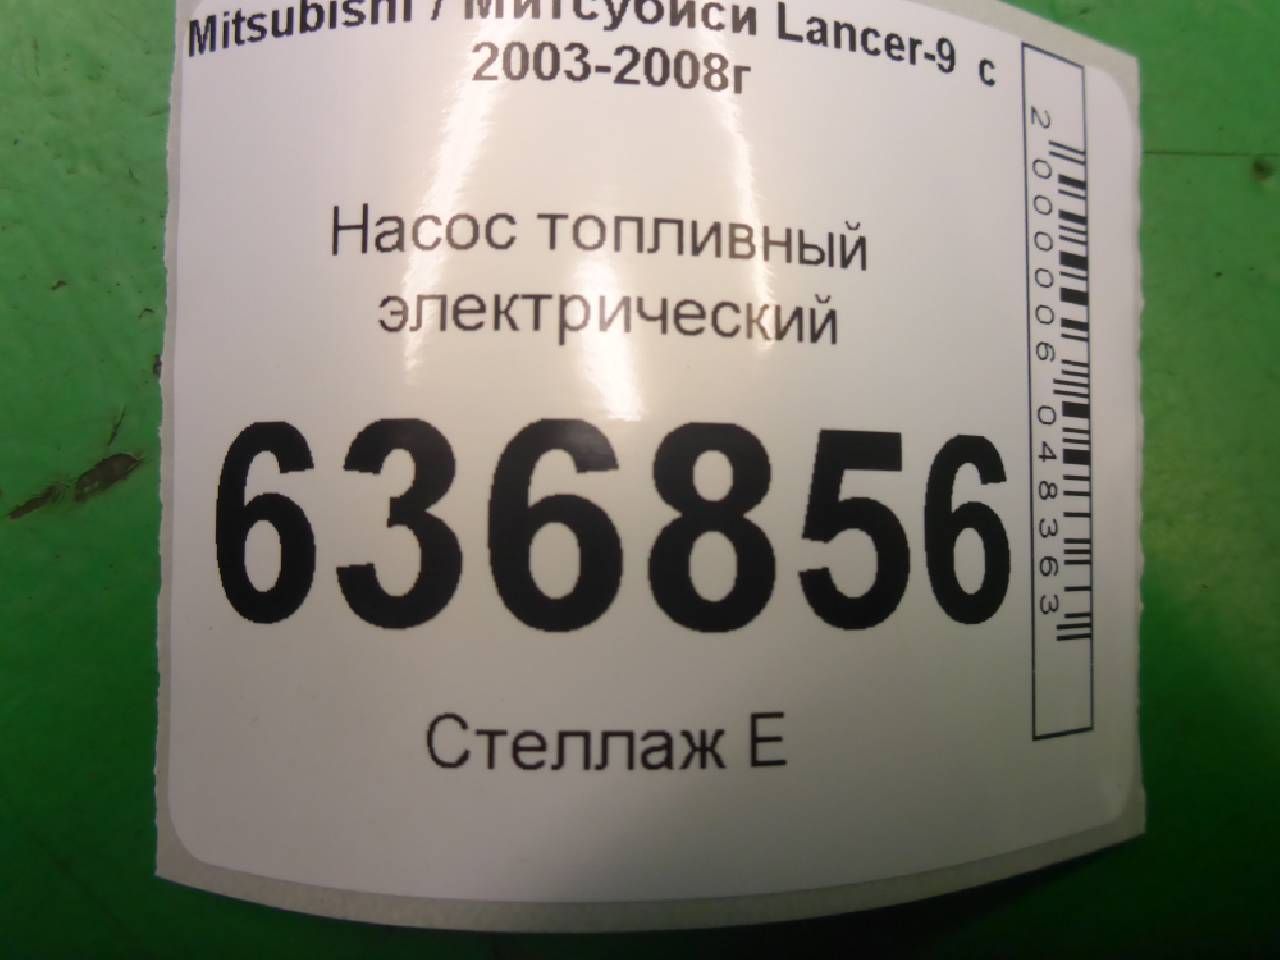 Mitsubishi / Митсубиси Lancer-9 с
2003-2008г
Насос топливный
электрический
636856
Стеллаж Е
2000006048363